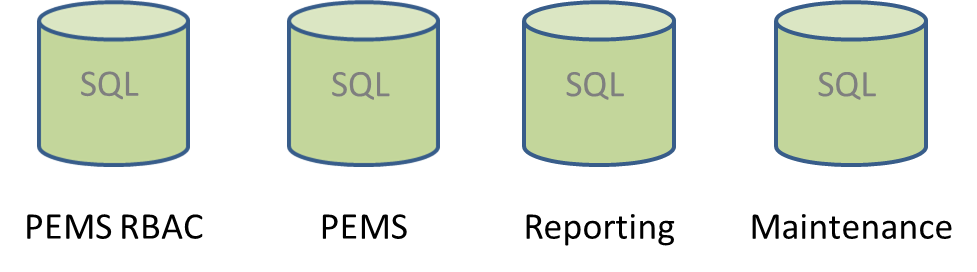 SQL SQL SQL SQL
PEMS RBAC PEMS Reporting Maintenance